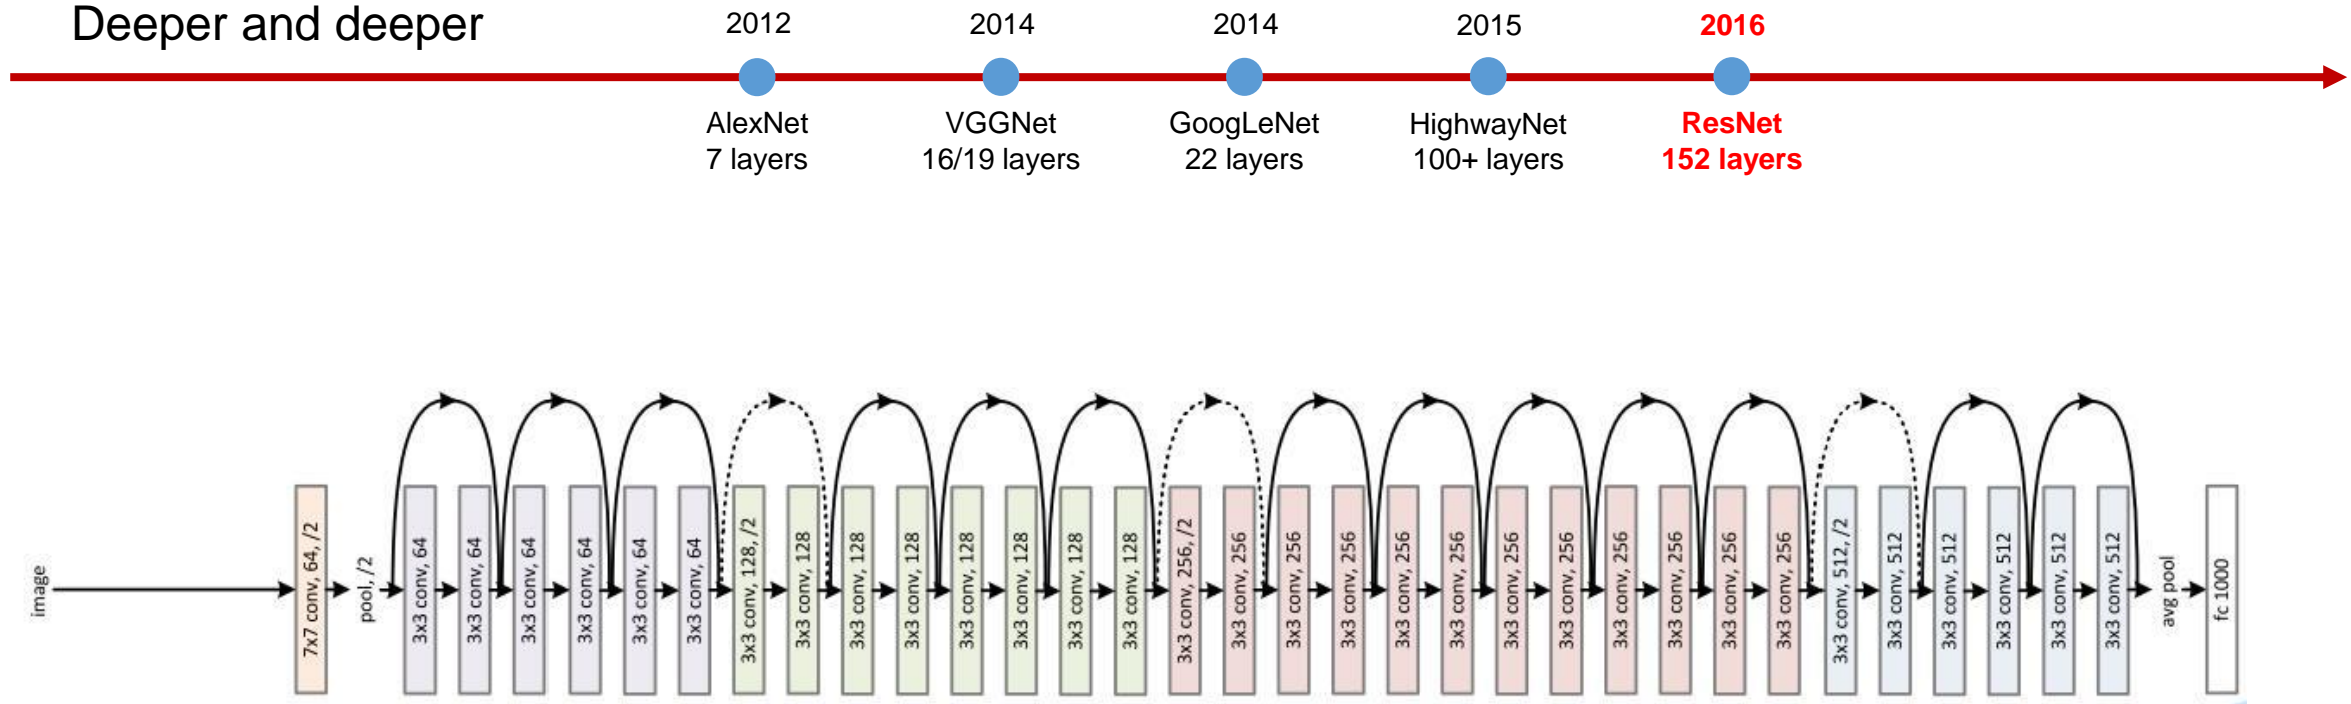 Deeper and deeper
2012
2014
2014
2015
2016
AlexNet
7 layers
VGGNet
16/19 layers
GoogLeNet
22 layers
HighwayNet
100+ layers
ResNet
152 layers
image
7x7 conv, 64, /2
pool, /2
3x3 conv, 64
3x3 conv, 64
3x3 conv, 64
3x3 conv, 64
3x3 conv, 64
3x3 conv, 64
3x3 conv, 128, /2
3x3 conv, 128
3x3 conv, 128
3x3 conv, 128
3x3 conv, 128
3x3 conv, 128
3x3 conv, 128
3x3 conv, 128
3x3 conv, 256, /2
3x3 conv, 256
3x3 conv, 256
3x3 conv, 256
3x3 conv, 256
3x3 conv, 256
3x3 conv, 256
3x3 conv, 256
3x3 conv, 256
3x3 conv, 256
3x3 conv, 256
3x3 conv, 256
3x3 conv, 512, /2
3x3 conv, 512
3x3 conv, 512
3x3 conv, 512
3x3 conv, 512
3x3 conv, 512
avg pool
fc 1000